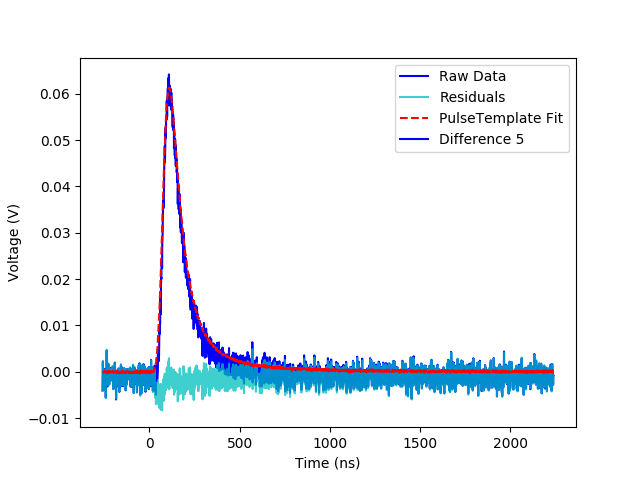 Raw Data
Residuals
PulseTemplate Fit
Difference 5
0.06
0.05
0.04
0.03
0.02
0.01
0.00
−0.01
Voltage (V)
0
500
1000
1500
2000
Time (ns)